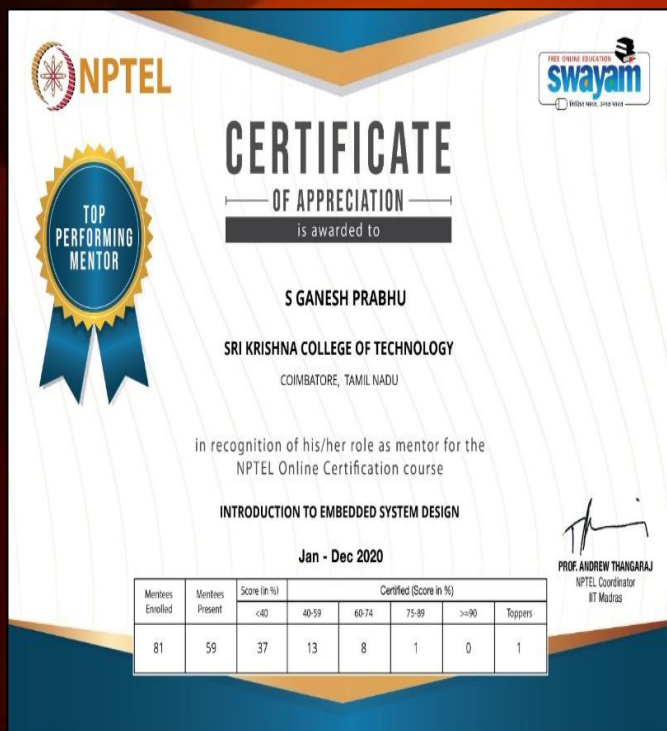 NPTEL
FREE ONLINE EDUCATION
swayam
शिक्षित भारत, उन्नत भारत
TOP
PERFORMING
MENTOR
CERTIFICATE
OF APPRECIATION
is awarded to
S GANESH PRABHU
SRI KRISHNA COLLEGE OF TECHNOLOGY
COIMBATORE, TAMIL NADU
in recognition of his/her role as mentor for the
NPTEL Online Certification course
INTRODUCTION TO EMBEDDED SYSTEM DESIGN
Jan - Dec 2020
PROF. ANDREW THANGARAJ
NPTEL Coordinator
IIT Madras
Mentees Enrolled Mentees Present Score (in %) Certified (Score in %)
<40 40-59 60-74 75-89 >=90 Toppers
81 59 37 13 8 1 0 1